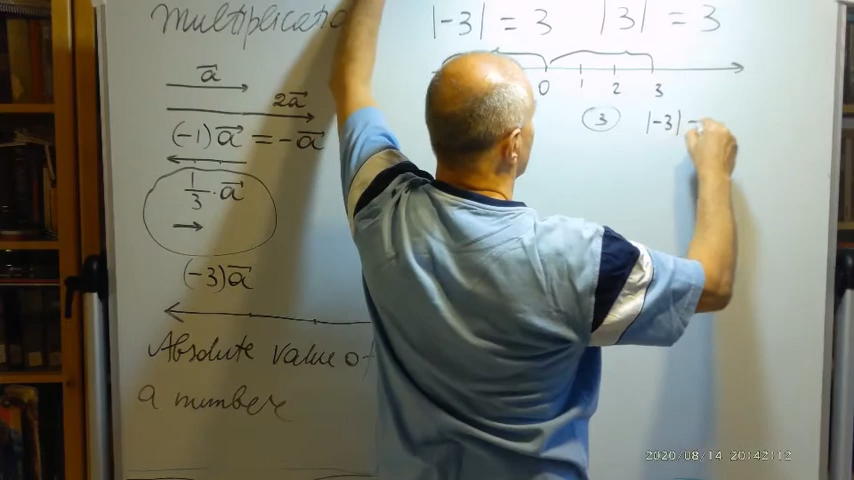 |-3| = 3 |3| = 3
a⃗
2a⃗
(-1)a⃗ = -a⃗
1/3 · a⃗
(-3)a⃗
Absolute value of
a number
0 1 2 3
3 |-3| -
2020/08/14 20:42:12